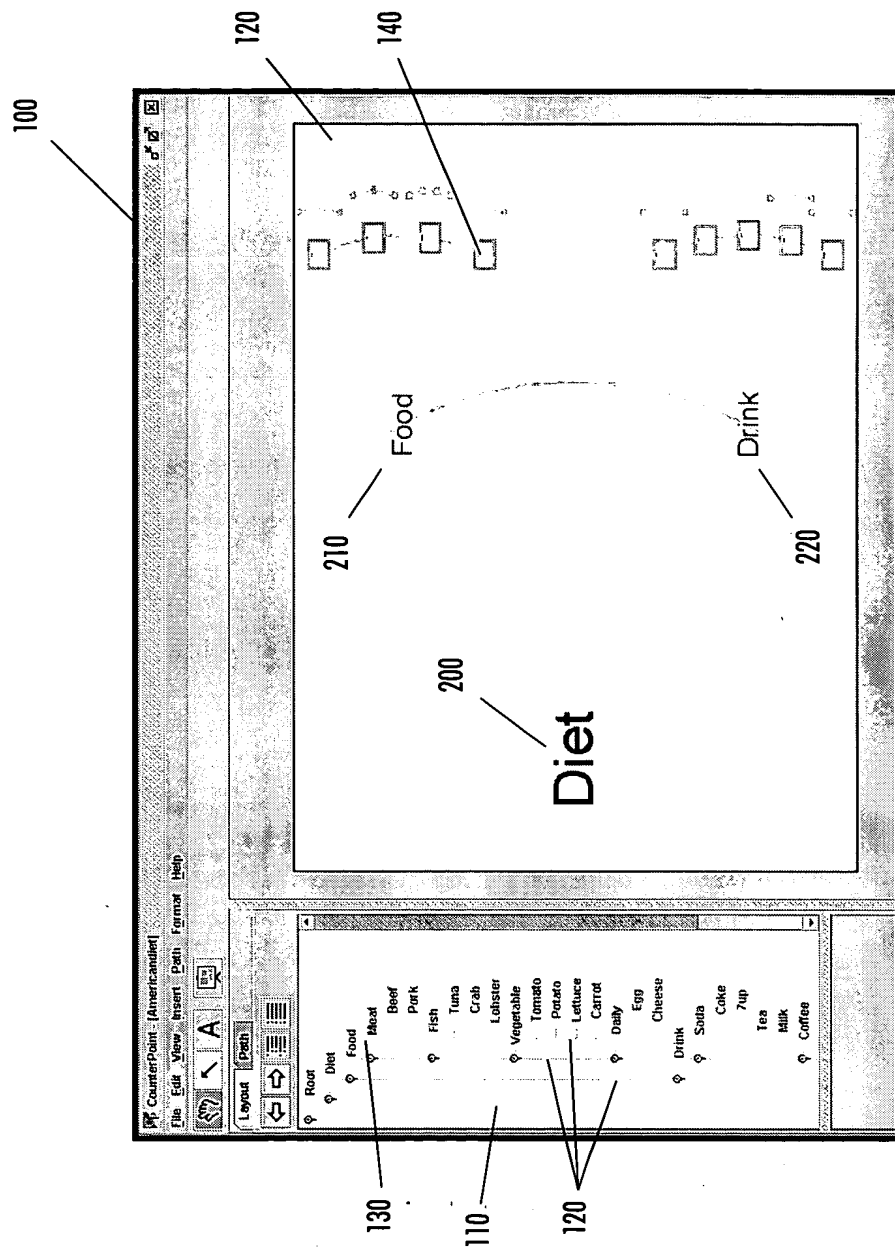 100
CounterPoint - [Americandiet]
File Edit View Insert Path Format Help
A
Layout Path
Root
Diet
Food
Meat
Beef
Pork
Fish
Tuna
Crab
Lobster
Vegetable
Tomato
Potato
Lettuce
Carrot
Daily
Egg
Cheese
Drink
Soda
Coke
7up
Tea
Milk
Coffee
130
110
120
Diet
200
Food
210
Drink
220
120
140